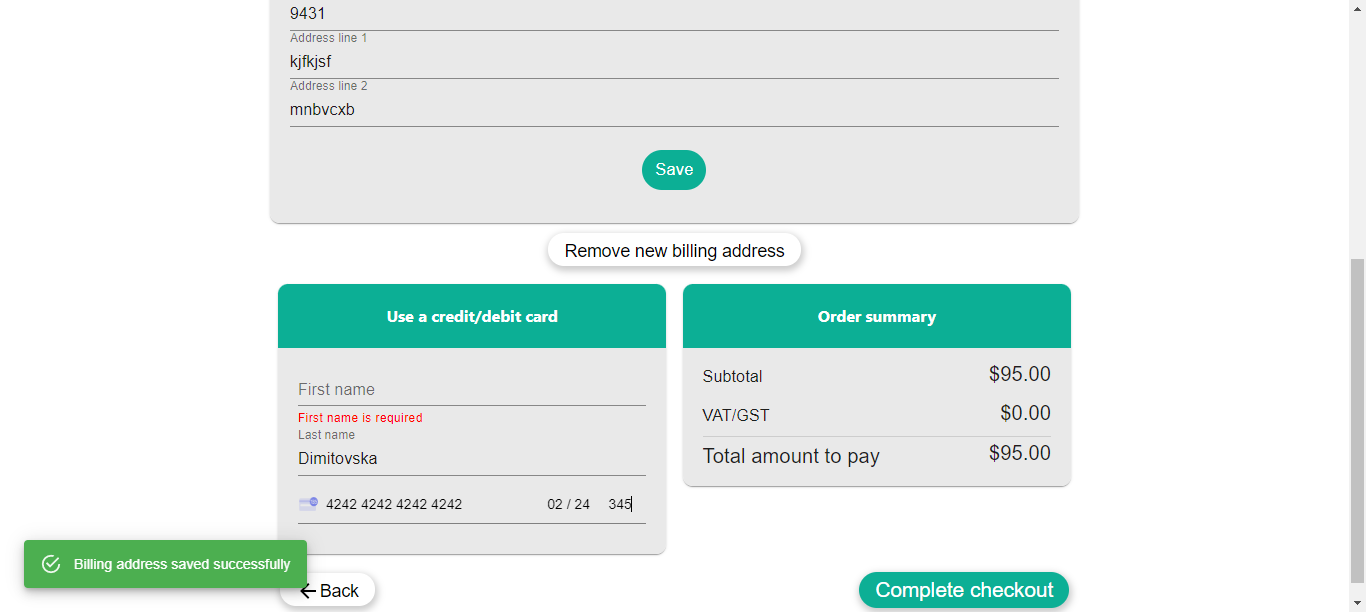 9431
Address line 1
kjfkjsf
Address line 2
mnbvcxb
Save
Remove new billing address
Use a credit/debit card
First name
First name is required
Last name
Dimitovska
4242 4242 4242 4242 02 / 24 345
Order summary
Subtotal $95.00
VAT/GST $0.00
Total amount to pay $95.00
Billing address saved successfully
Back
Complete checkout